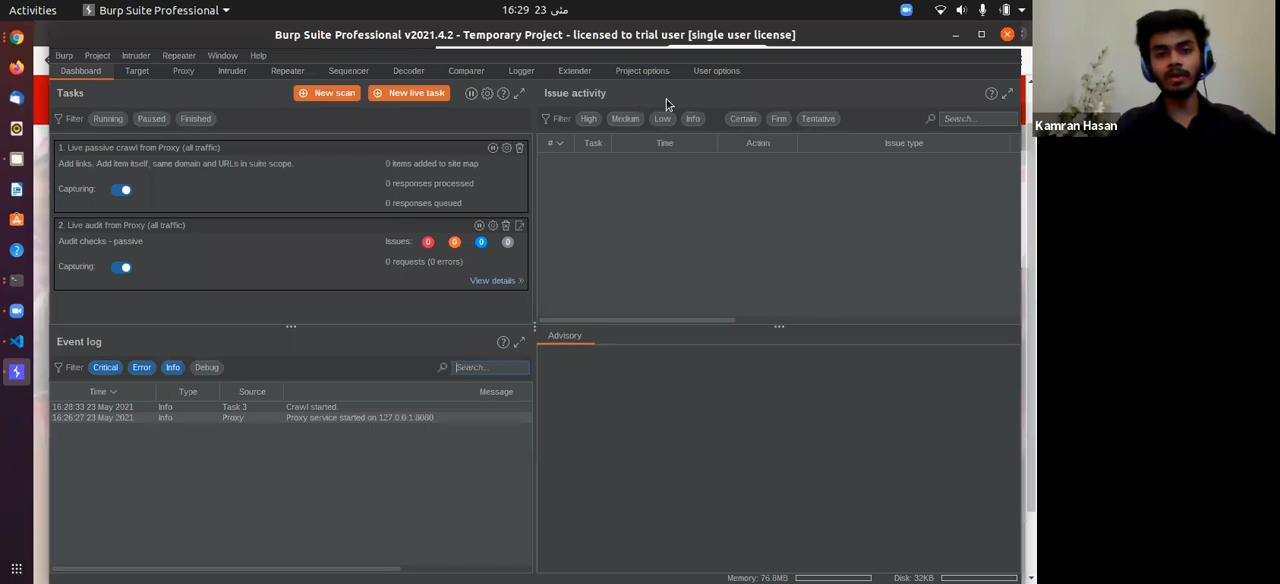 Activities
Burp Suite Professional
16:29 23 مئی
Burp Suite Professional v2021.4.2 - Temporary Project - licensed to trial user [single user license]
Burp Project Intruder Repeater Window Help
Dashboard Target Proxy Intruder Repeater Sequencer Decoder Comparer Logger Extender Project options User options
Tasks
New scan
New live task
Filter Running Paused Finished
1. Live passive crawl from Proxy (all traffic)
Add links. Add item itself, same domain and URLs in suite scope.
0 items added to site map
0 responses processed
Capturing:
0 responses queued
2. Live audit from Proxy (all traffic)
Audit checks - passive
Issues: 0 0 0 0
Capturing:
0 requests (0 errors)
View details
Event log
Filter Critical Error Info Debug
Search...
Time Type Source Message
16:28:33 23 May 2021 Info Task 3 Crawl started.
16:26:27 23 May 2021 Info Proxy Proxy service started on 127.0.0.1:8080
Issue activity
Filter High Medium Low Info Certain Firm Tentative
Search...
# Task Time Action Issue type
Advisory
Memory: 76.8MB
Disk: 32KB
Kamran Hasan